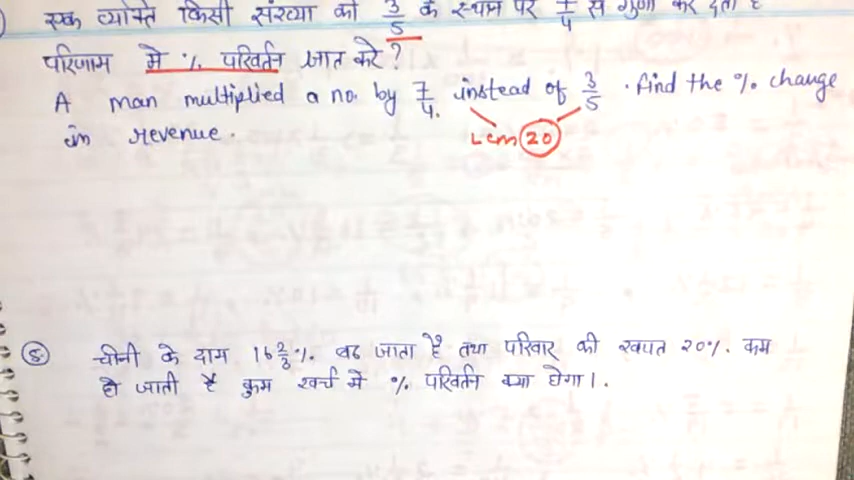 एक व्यक्ति किसी संख्या को 3/5 के स्थान पर 7/4 से गुणा कर देता है
परिणाम मे % परिवर्तन ज्ञात करे?
A man multiplied a no. by 7/4 instead of 3/5 . find the % change
in revenue.
Lcm 20
8. चीनी के दाम 16 2/3 % बढ जाता है तथा परिवार की खपत 20%. कम
हो जाती है कुल खर्च मे % परिवर्तन क्या होगा।.